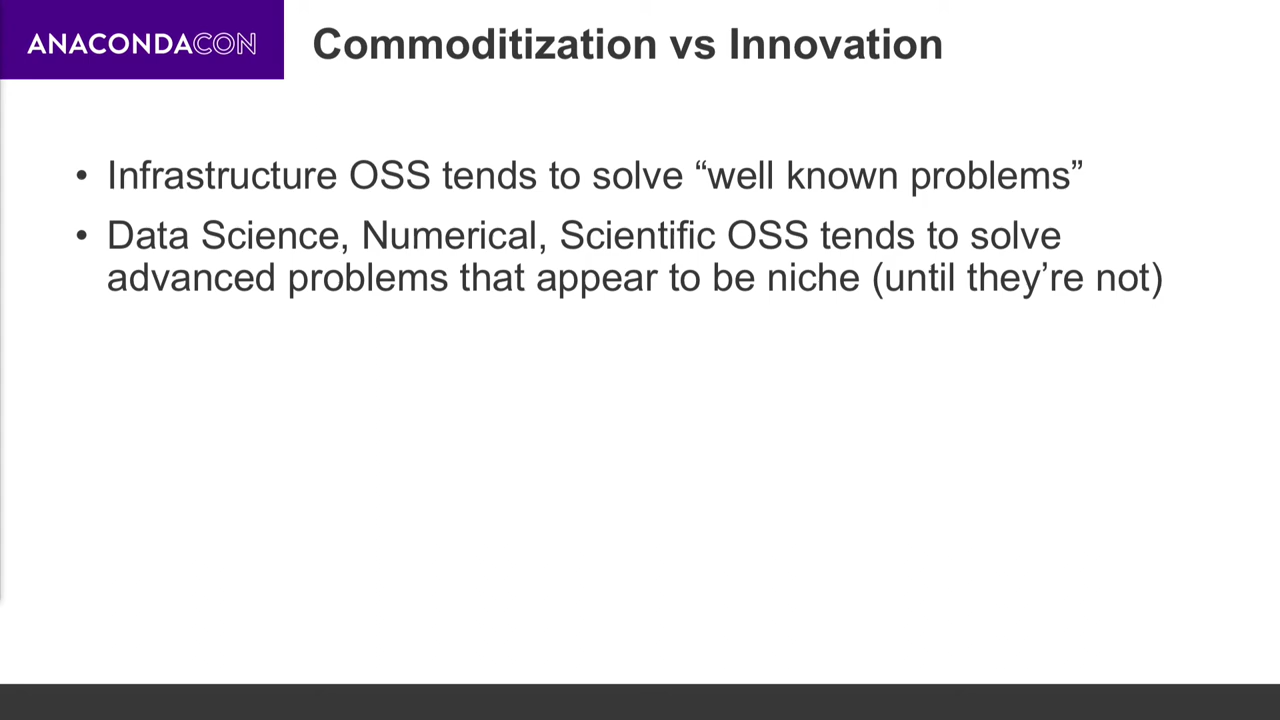 ANACONDACON
Commoditization vs Innovation
• Infrastructure OSS tends to solve “well known problems”
• Data Science, Numerical, Scientific OSS tends to solve
advanced problems that appear to be niche (until they’re not)